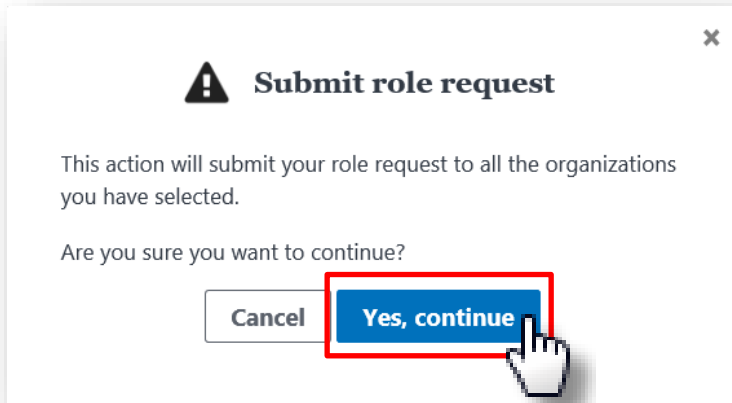 Submit role request
This action will submit your role request to all the organizations
you have selected.
Are you sure you want to continue?
Cancel
Yes, continue